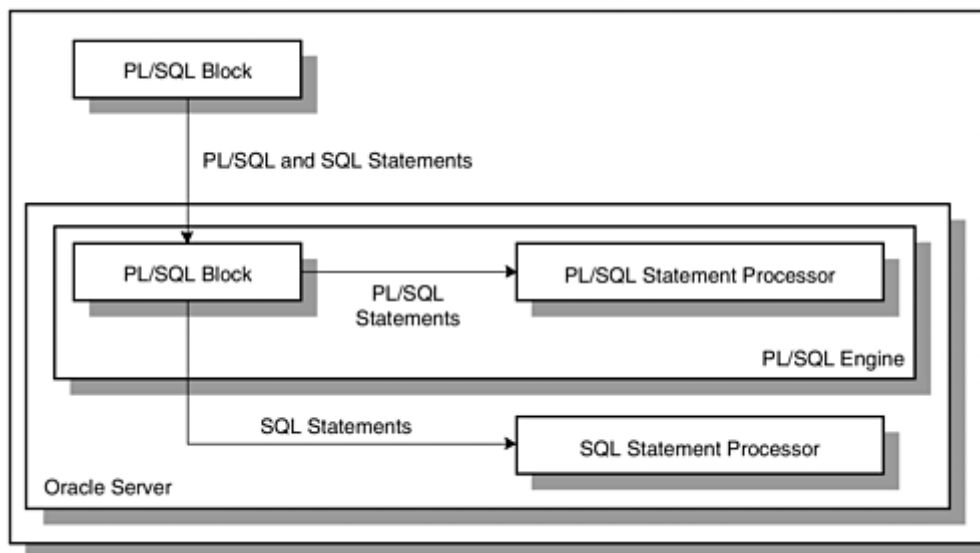 PL/SQL Block
PL/SQL and SQL Statements
PL/SQL Block
PL/SQL Statement Processor
PL/SQL
Statements
PL/SQL Engine
SQL Statements
SQL Statement Processor
Oracle Server